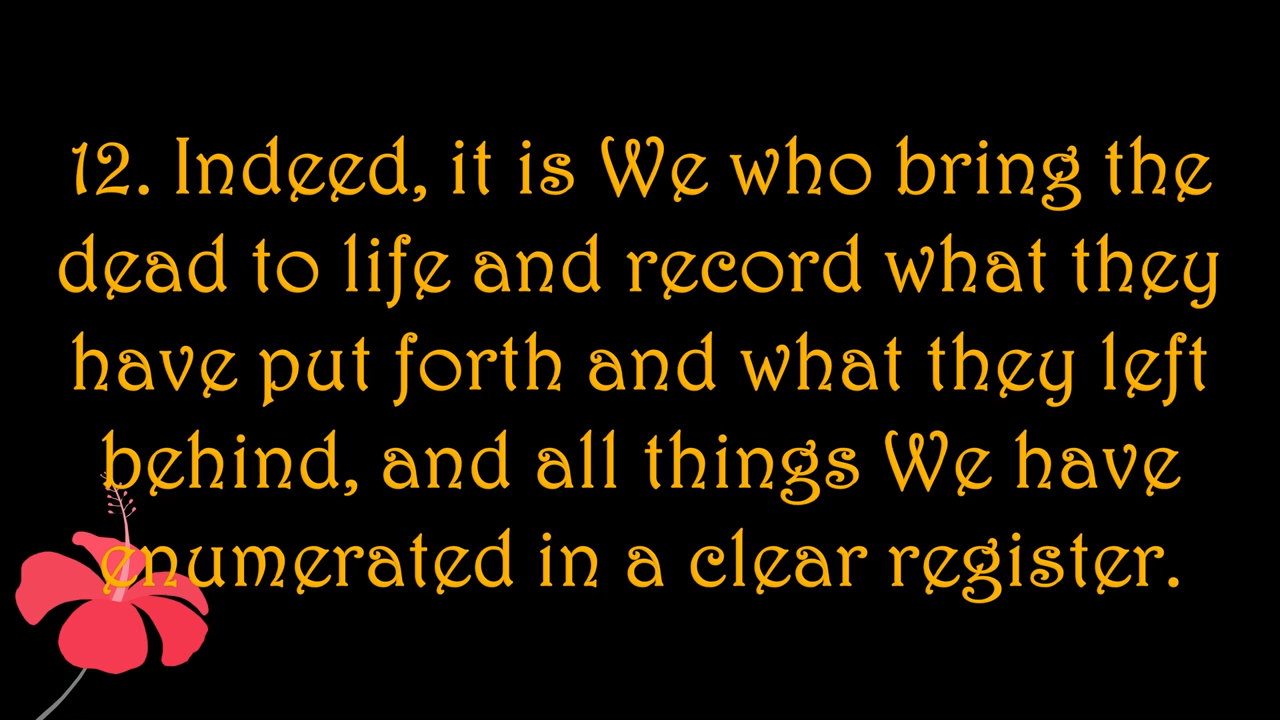 12. Indeed, it is We who bring the
dead to life and record what they
have put forth and what they left
behind, and all things We have
enumerated in a clear register.